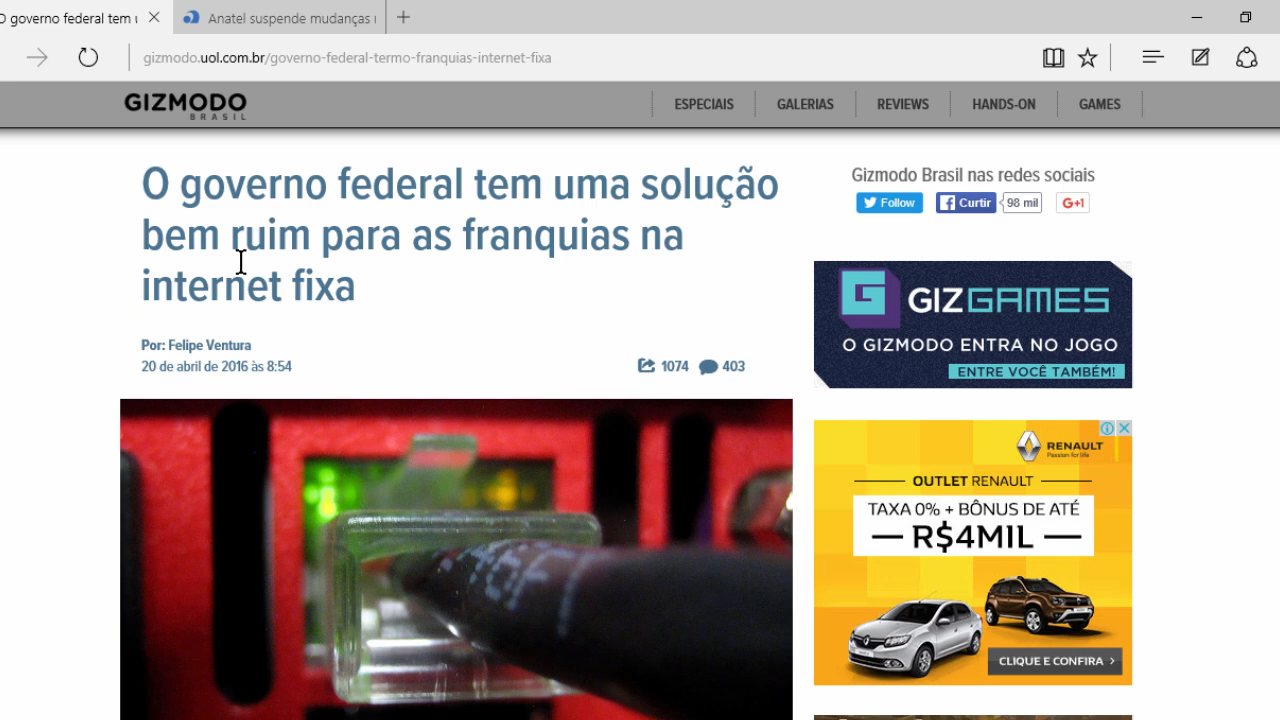 O governo federal tem u
Anatel suspende mudanças
gizmodo.uol.com.br/governo-federal-termo-franquias-internet-fixa
GIZMODO
BRASIL
ESPECIAIS
GALERIAS
REVIEWS
HANDS-ON
GAMES
O governo federal tem uma solução
bem ruim para as franquias na
internet fixa
Por: Felipe Ventura
20 de abril de 2016 às 8:54
1074
403
Gizmodo Brasil nas redes sociais
Follow
Curtir
98 mil
G+1
G GIZGAMES
O GIZMODO ENTRA NO JOGO
ENTRE VOCÊ TAMBÉM!
RENAULT
Passion for life
OUTLET RENAULT
TAXA 0% + BÔNUS DE ATÉ
R$4MIL
CLIQUE E CONFIRA